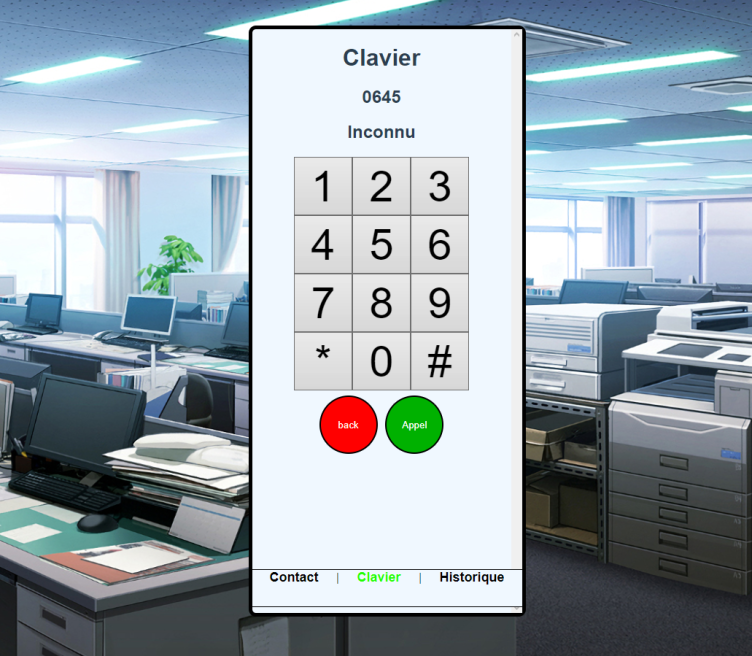 Clavier
0645
Inconnu
1 2 3
4 5 6
7 8 9
* 0 #
back Appel
Contact | Clavier | Historique